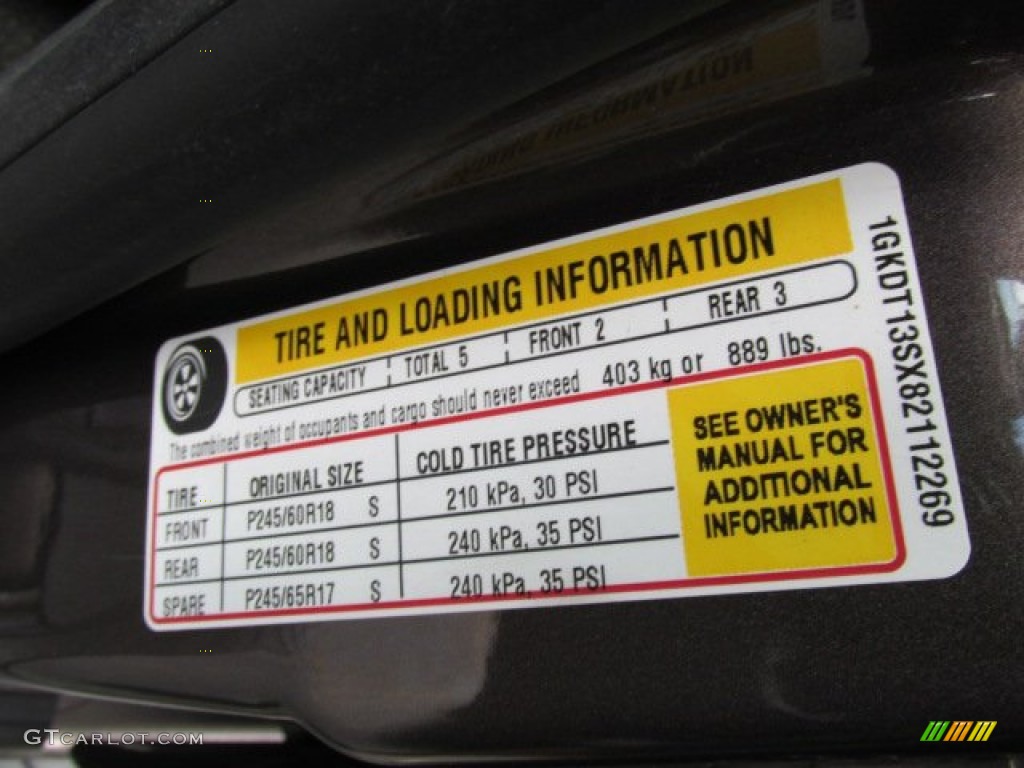 TIRE AND LOADING INFORMATION
SEATING CAPACITY TOTAL 5 FRONT 2 REAR 3
The combined weight of occupants and cargo should never exceed 403 kg or 889 lbs.
TIRE ORIGINAL SIZE COLD TIRE PRESSURE
FRONT P245/60R18 S 210 kPa, 30 PSI
REAR P245/60R18 S 240 kPa, 35 PSI
SPARE P245/65R17 S 240 kPa, 35 PSI
SEE OWNER'S
MANUAL FOR
ADDITIONAL
INFORMATION
1GKDT13SX82112269
GTCARLOT.COM